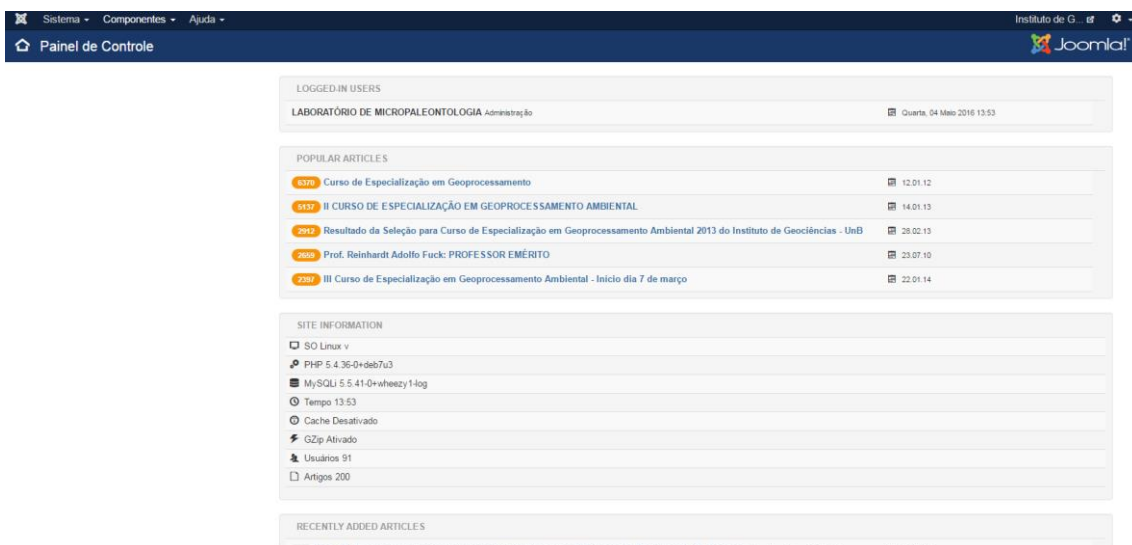 Sistema Componentes Ajuda Instituto de G...
Painel de Controle Joomla!
LOGGED-IN USERS
LABORATÓRIO DE MICROPALEONTOLOGIA Administração Quarta, 04 Maio 2016 13:53
POPULAR ARTICLES
6370 Curso de Especialização em Geoprocessamento 12.01.12
5137 II CURSO DE ESPECIALIZAÇÃO EM GEOPROCESSAMENTO AMBIENTAL 14.01.13
2912 Resultado da Seleção para Curso de Especialização em Geoprocessamento Ambiental 2013 do Instituto de Geociências - UnB 28.02.13
2659 Prof. Reinhardt Adolfo Fuck: PROFESSOR EMÉRITO 23.07.10
2397 III Curso de Especialização em Geoprocessamento Ambiental - Início dia 7 de março 22.01.14
SITE INFORMATION
SO Linux v
PHP 5.4.36-0+deb7u3
MySQLi 5.5.41-0+wheezy1-log
Tempo 13:53
Cache Desativado
GZip Ativado
Usuários 91
Artigos 200
RECENTLY ADDED ARTICLES